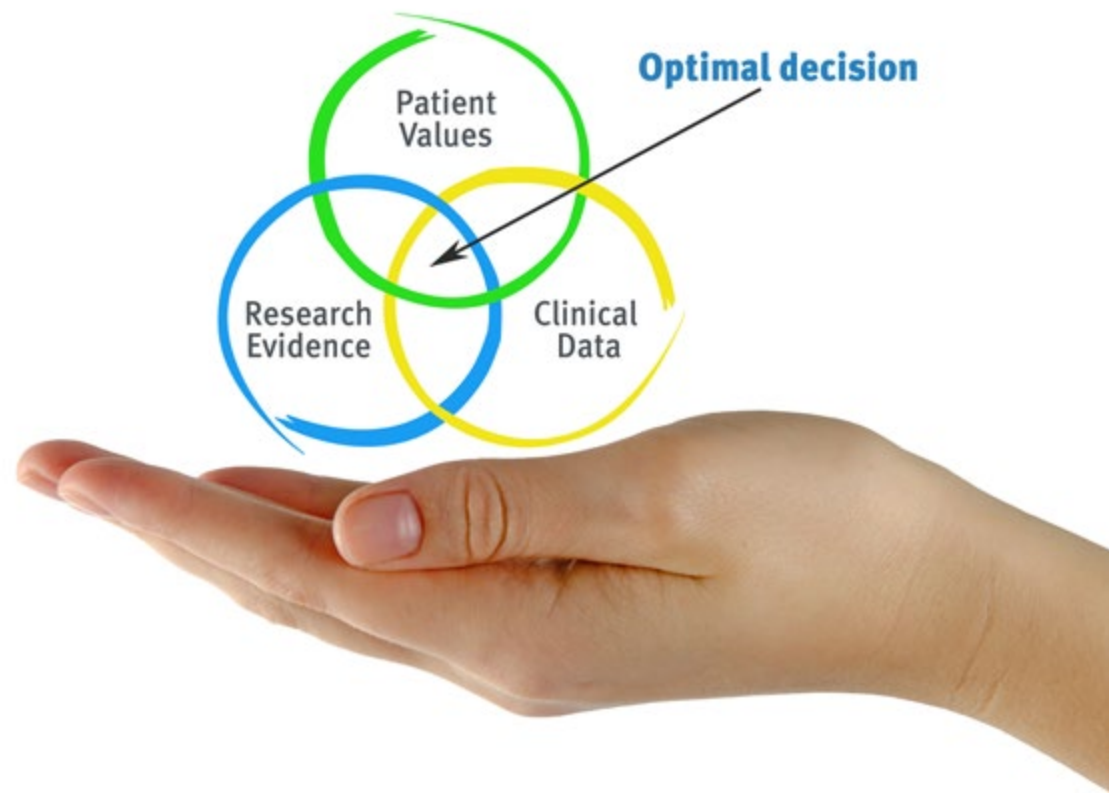 Optimal decision
Patient
Values
Research
Evidence
Clinical
Data